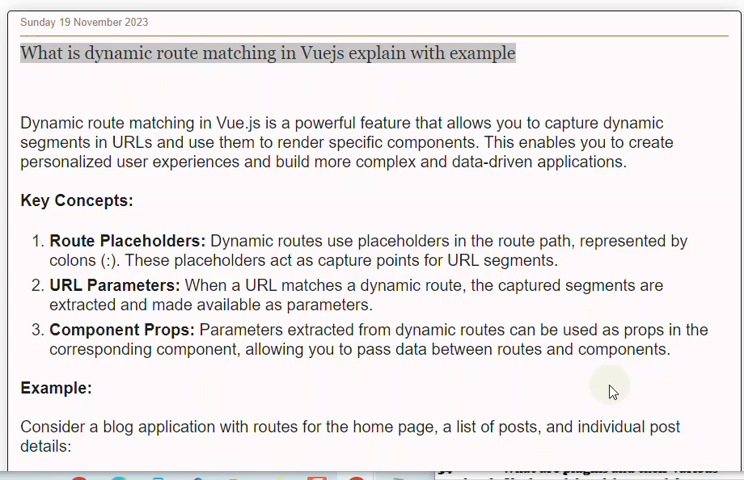 Sunday 19 November 2023
What is dynamic route matching in Vuejs explain with example
Dynamic route matching in Vue.js is a powerful feature that allows you to capture dynamic
segments in URLs and use them to render specific components. This enables you to create
personalized user experiences and build more complex and data-driven applications.
Key Concepts:
1. Route Placeholders: Dynamic routes use placeholders in the route path, represented by
colons (:). These placeholders act as capture points for URL segments.
2. URL Parameters: When a URL matches a dynamic route, the captured segments are
extracted and made available as parameters.
3. Component Props: Parameters extracted from dynamic routes can be used as props in the
corresponding component, allowing you to pass data between routes and components.
Example:
Consider a blog application with routes for the home page, a list of posts, and individual post
details: